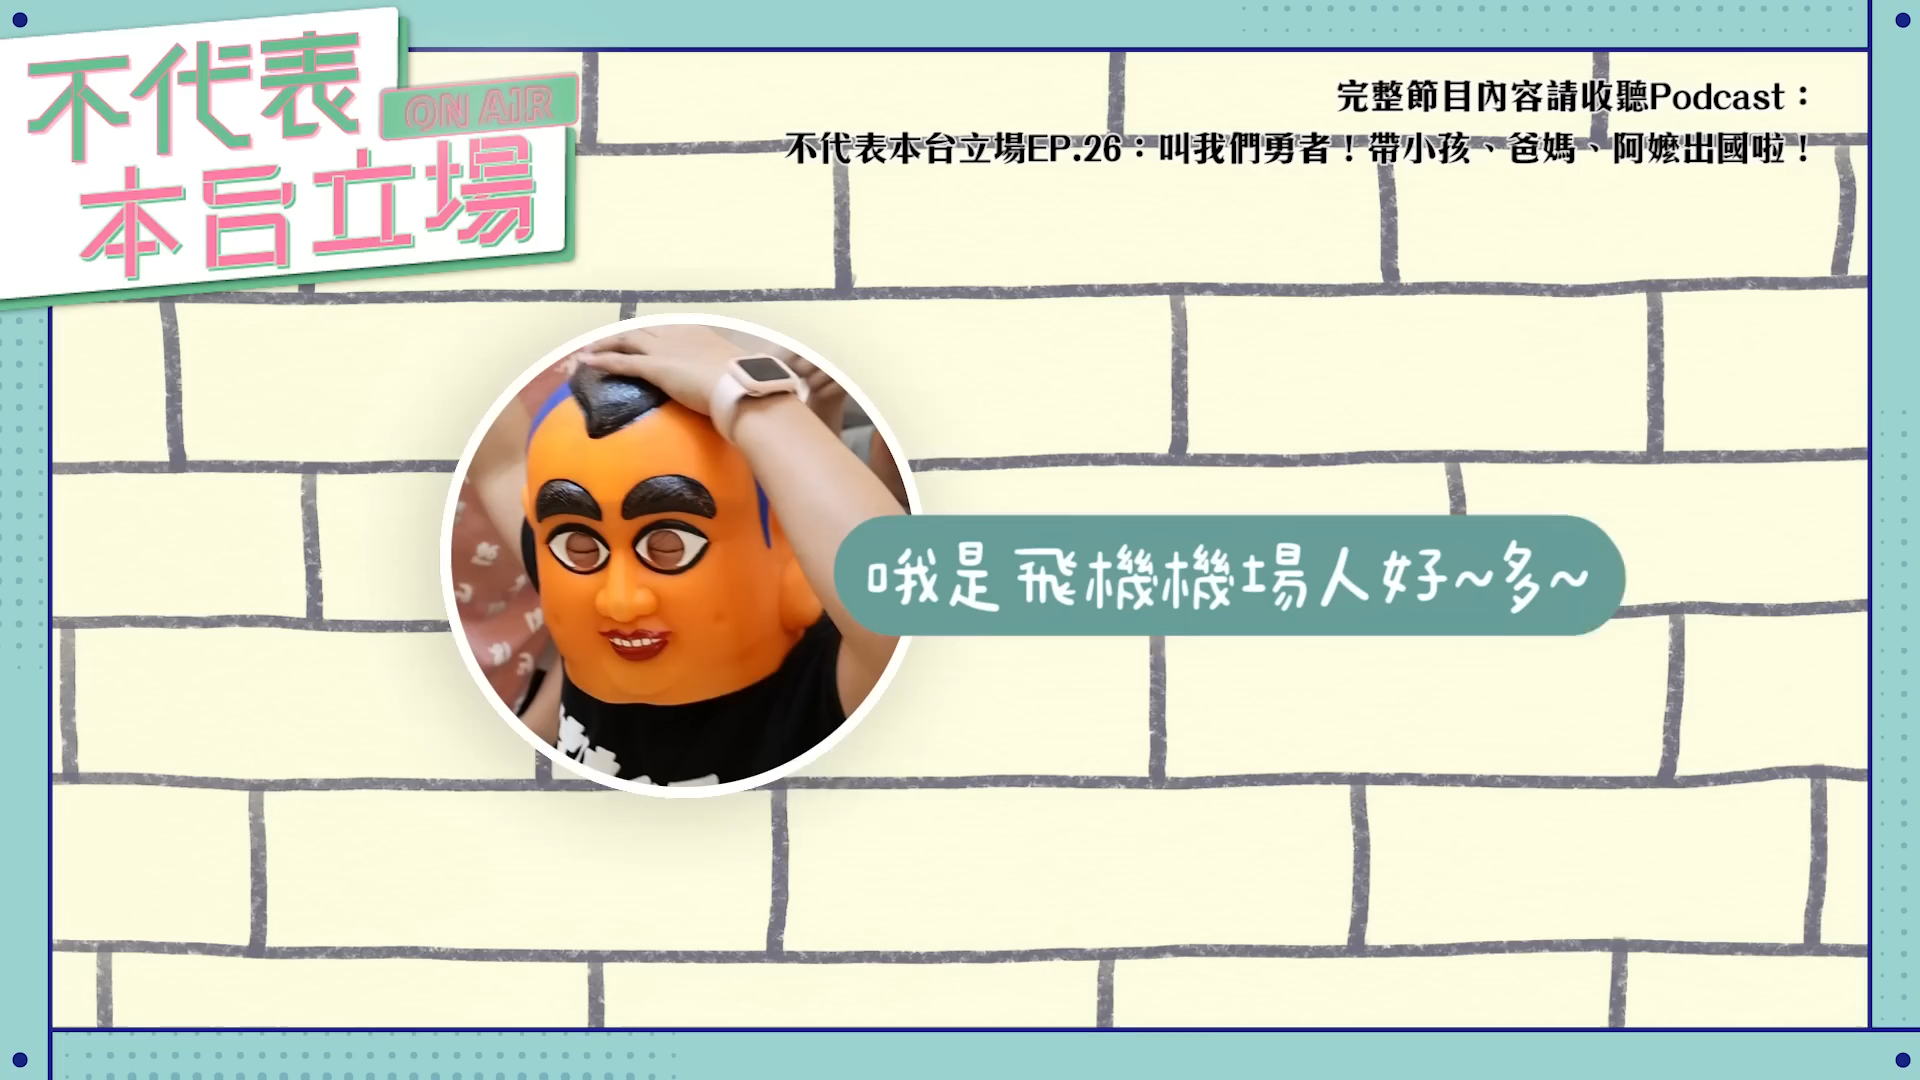 不代表
ON AIR
本台立場
完整節目內容請收聽Podcast：
不代表本台立場EP.26：叫我們勇者！帶小孩、爸媽、阿嬤出國啦！
哦是 飛機機場人好~多~